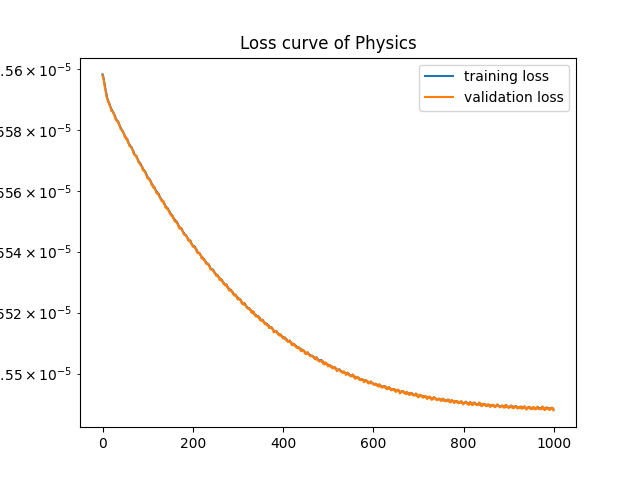 Loss curve of Physics
training loss
validation loss
.56 × 10⁻⁵
558 × 10⁻⁵
556 × 10⁻⁵
554 × 10⁻⁵
552 × 10⁻⁵
.55 × 10⁻⁵
0 200 400 600 800 1000